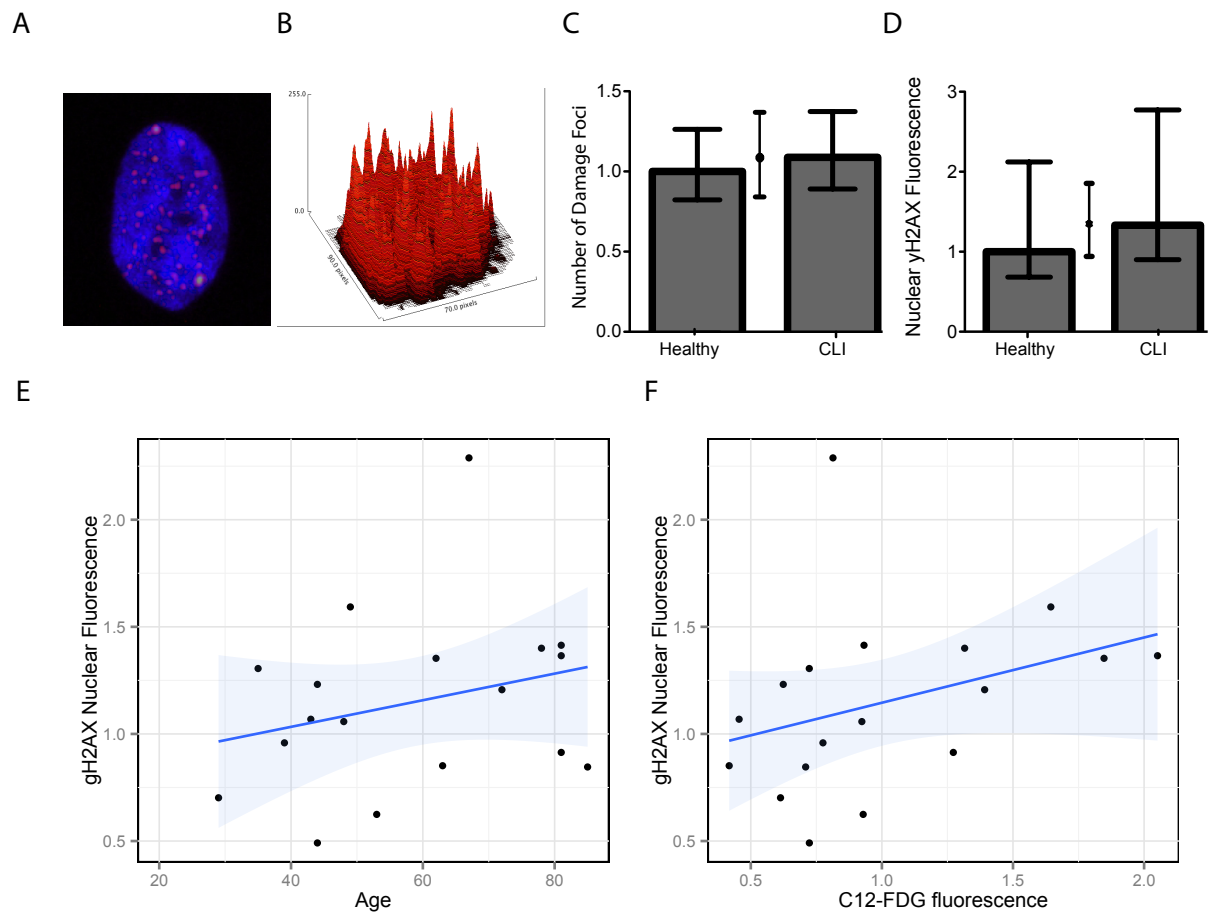 A
B
C
D
255.0
0.0
90.0 pixels
70.0 pixels
Number of Damage Foci
1.5
1.0
0.5
0.0
Healthy
CLI
Nuclear yH2AX Fluorescence
3
2
1
0
Healthy
CLI
E
F
gH2AX Nuclear Fluorescence
2.0
1.5
1.0
0.5
20
40
60
80
Age
gH2AX Nuclear Fluorescence
2.0
1.5
1.0
0.5
0.5
1.0
1.5
2.0
C12-FDG fluorescence